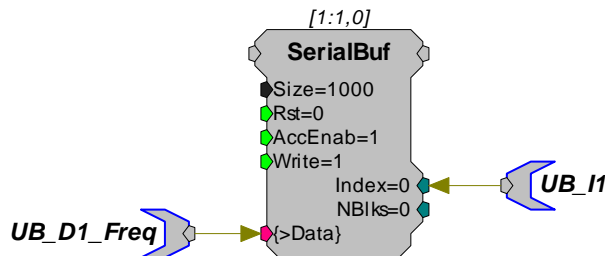 [1:1,0]
SerialBuf
Size=1000
Rst=0
AccEnab=1
Write=1
Index=0
UB_I1
NBlks=0
UB_D1_Freq
{>Data}